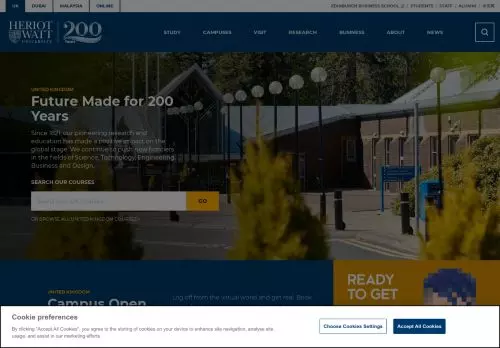 UK DUBAI MALAYSIA ONLINE
EDINBURGH BUSINESS SCHOOL | STUDENTS | STAFF | ALUMNI | 中文网
HERIOT
WATT
UNIVERSITY
200
Years
STUDY CAMPUSES VISIT RESEARCH BUSINESS ABOUT NEWS
UNITED KINGDOM
Future Made for 200
Years
Since 1821, our pioneering research and
education has made a positive impact on the
global stage. We continue to push new frontiers
in the fields of Science, Technology, Engineering,
Business and Design.
SEARCH OUR COURSES
GO
OR BROWSE ALL UNITED KINGDOM COURSES
UNITED KINGDOM
Campus Open
Log off from the virtual world and get real. Book
READY
TO GET
Cookie preferences
By clicking "Accept All Cookies", you agree to the storing of cookies on your device to enhance site navigation, analyse site
usage, and assist in our marketing efforts.
Choose Cookies Settings
Accept All Cookies